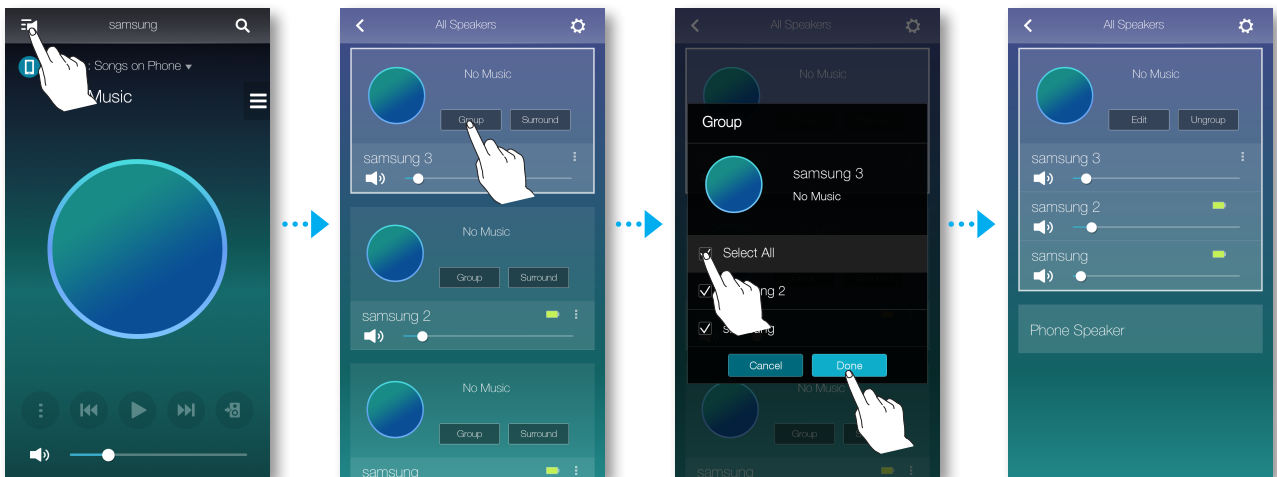 samsung
: Songs on Phone
Music
All Speakers
No Music
Group
Surround
samsung 3
No Music
Group
Surround
samsung 2
No Music
Group
Surround
samsung
All Speakers
No Music
Group
samsung 3
No Music
Select All
samsung 2
samsung
Cancel
Done
No Music
Group
samsung
All Speakers
No Music
Edit
Ungroup
samsung 3
samsung 2
samsung
Phone Speaker